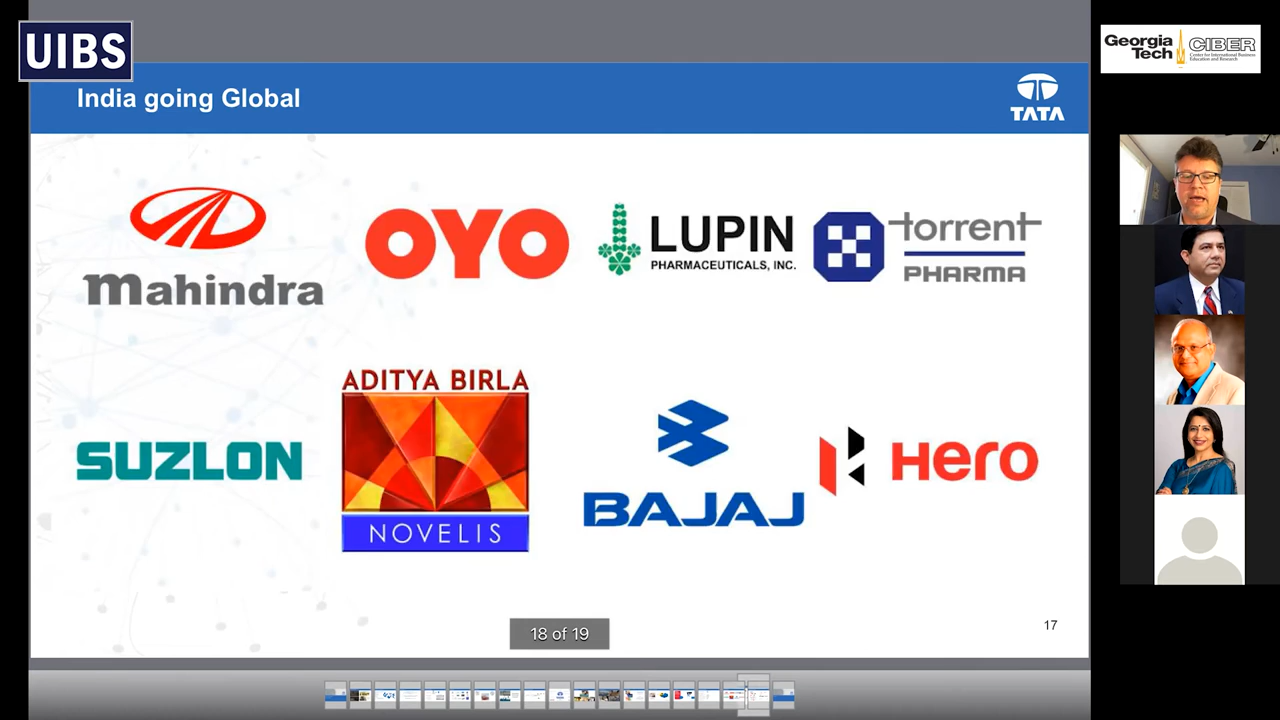 UIBS
India going Global
TATA
Georgia Tech
CIBER
Center for International Business
Education and Research
mahindra
OYO
LUPIN
PHARMACEUTICALS, INC.
torrent
PHARMA
SUZLON
ADITYA BIRLA
NOVELIS
BAJAJ
Hero
18 of 19
17